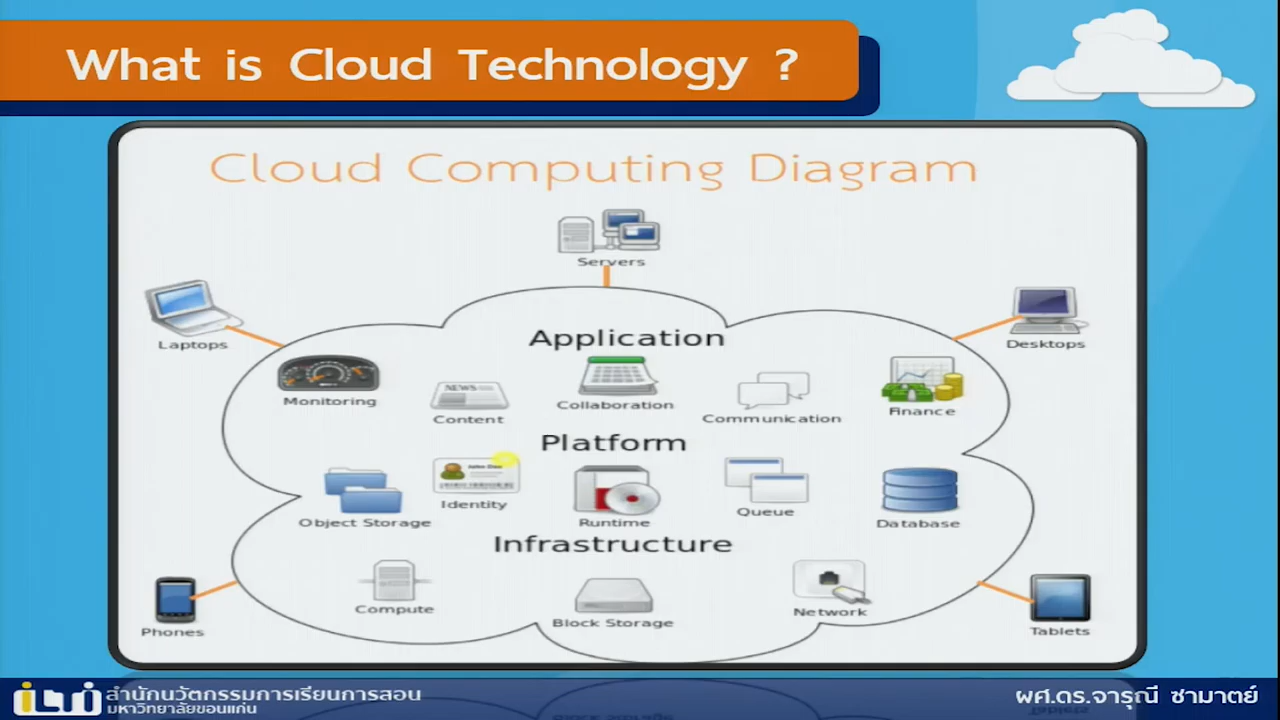 What is Cloud Technology ?
Cloud Computing Diagram
Servers
Laptops
Desktops
Application
Monitoring
Content
NEWS
Collaboration
Communication
Finance
Platform
Object Storage
John Doe
Identity
Runtime
Queue
Database
Infrastructure
Compute
Block Storage
Network
Phones
Tablets
สำนักนวัตกรรมการเรียนการสอน
มหาวิทยาลัยขอนแก่น
ผศ.ดร.จารุณี ซามาตย์